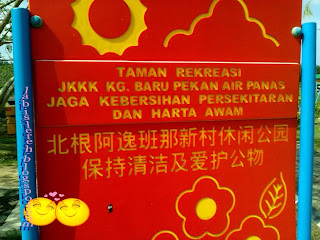 TAMAN REKREASI
JKKK KG. BARU PEKAN AIR PANAS
JAGA KEBERSIHAN PERSEKITARAN
DAN HARTA AWAM
北根阿逸班那新村休闲公园
保持清洁及爱护公物